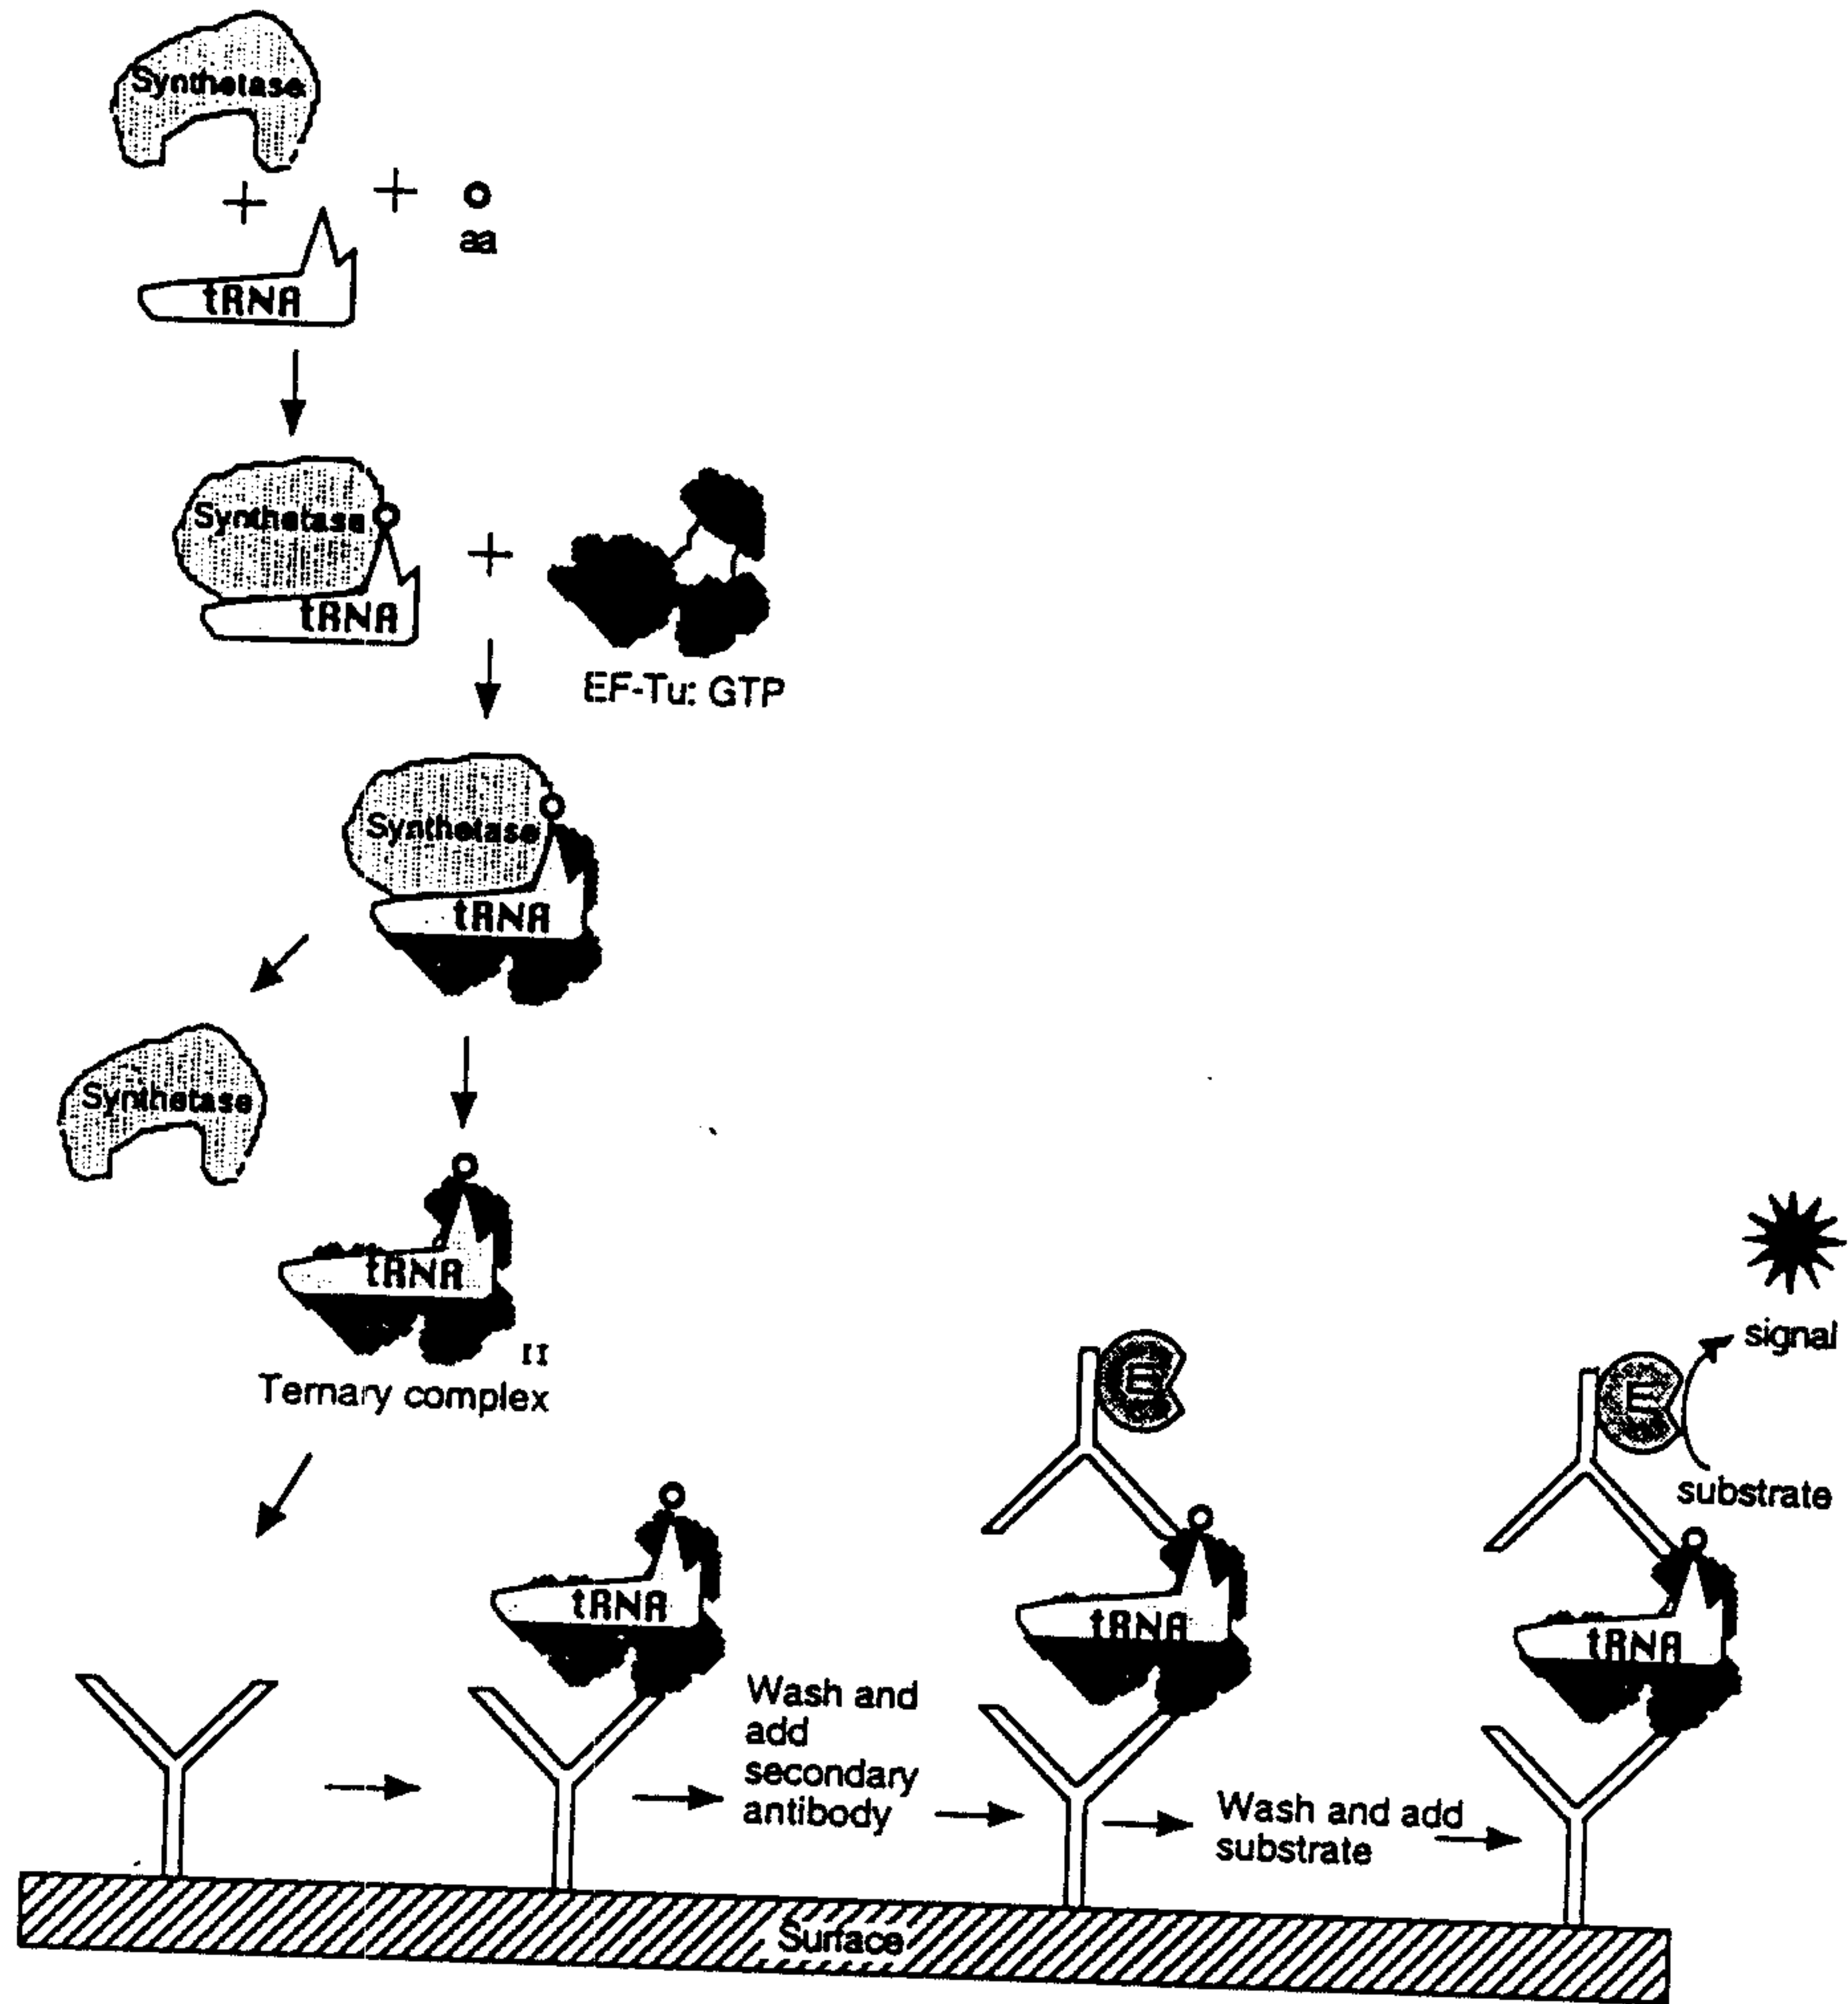 Synthetase
+
+
aa
tRNA
Synthetase
+
tRNA
EF-Tu: GTP
Synthetase
tRNA
Synthetase
tRNA
II
Ternary complex
signal
E
E
substrate
tRNA
tRNA
tRNA
Wash and
add
secondary
antibody
Wash and add
substrate
Surface